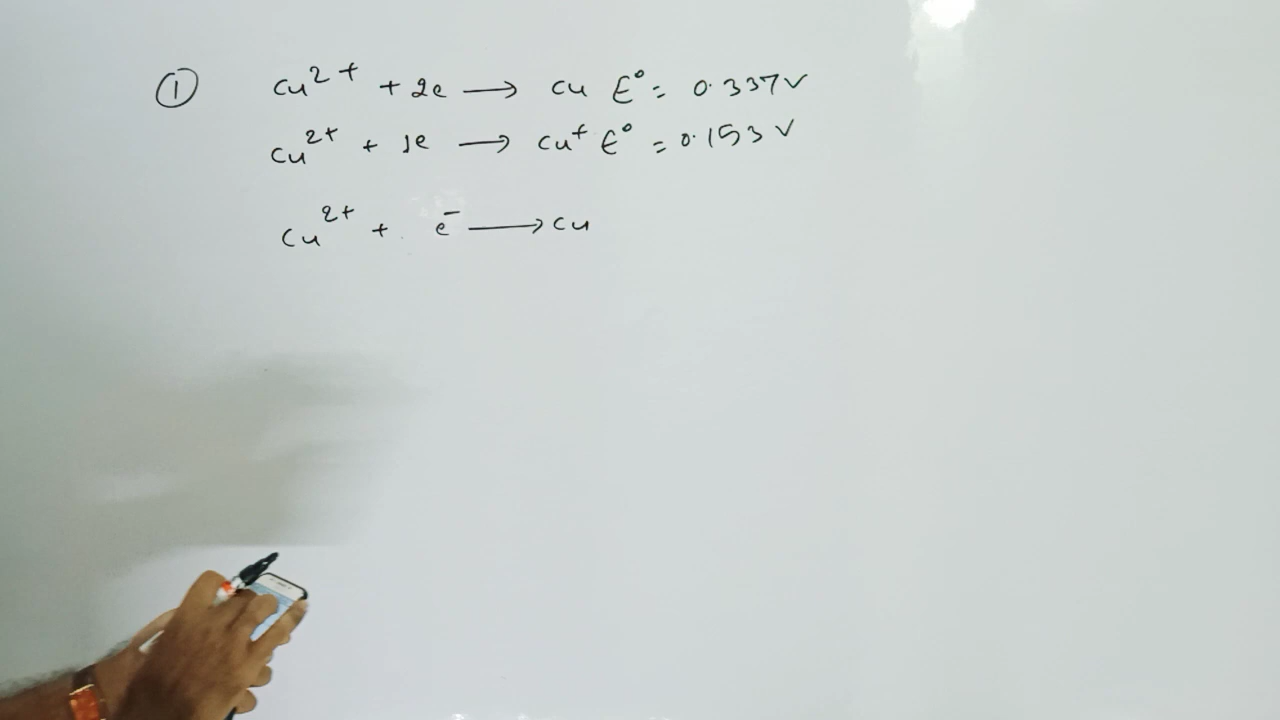 ① Cu²⁺ + 2e ⟶ Cu E° = 0.337V
Cu²⁺ + 1e ⟶ Cu⁺ E° = 0.153 V
Cu²⁺ + e⁻ ⟶ Cu